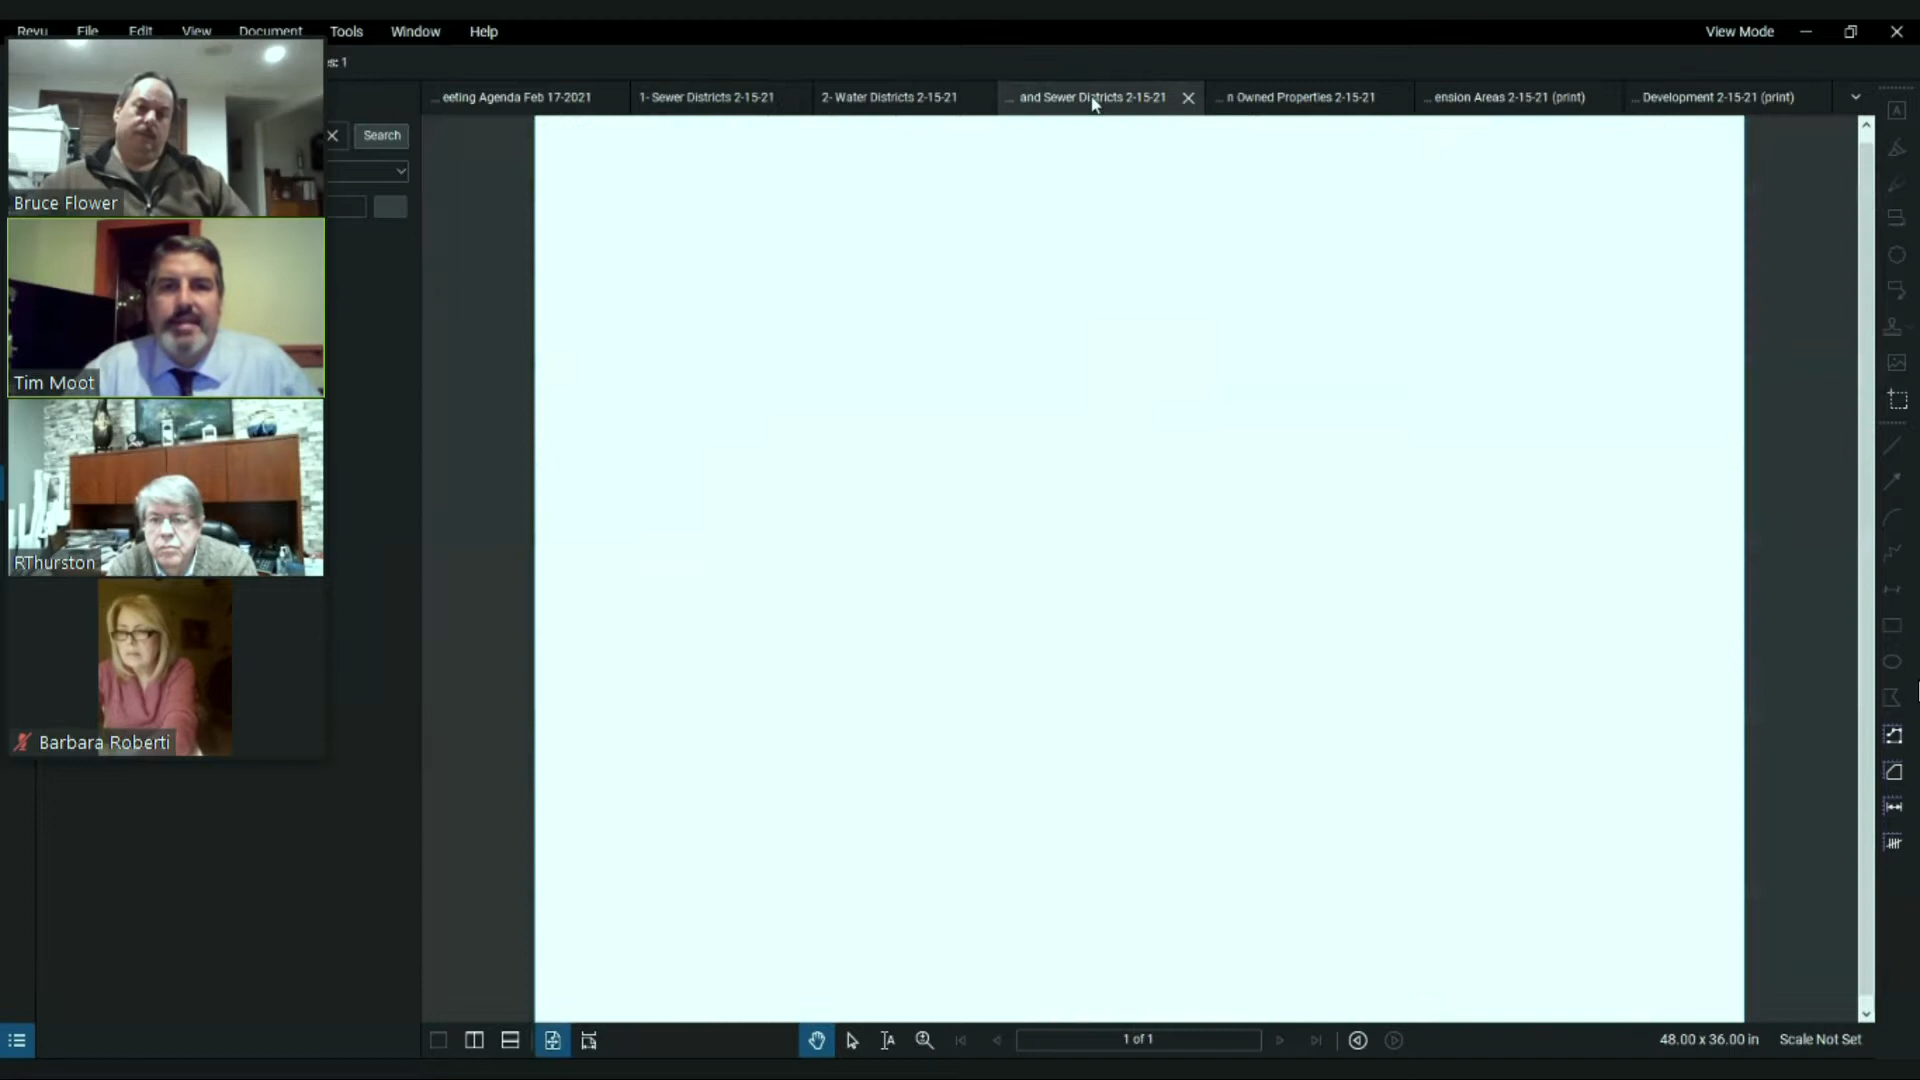 Revu File Edit View Document Tools Window Help View Mode
es: 1
... eeting Agenda Feb 17-2021 1- Sewer Districts 2-15-21 2- Water Districts 2-15-21 ... and Sewer Districts 2-15-21 ... n Owned Properties 2-15-21 ... ension Areas 2-15-21 (print) ... Development 2-15-21 (print)
Search
Bruce Flower
Tim Moot
RThurston
Barbara Roberti
1 of 1 48.00 x 36.00 in Scale Not Set